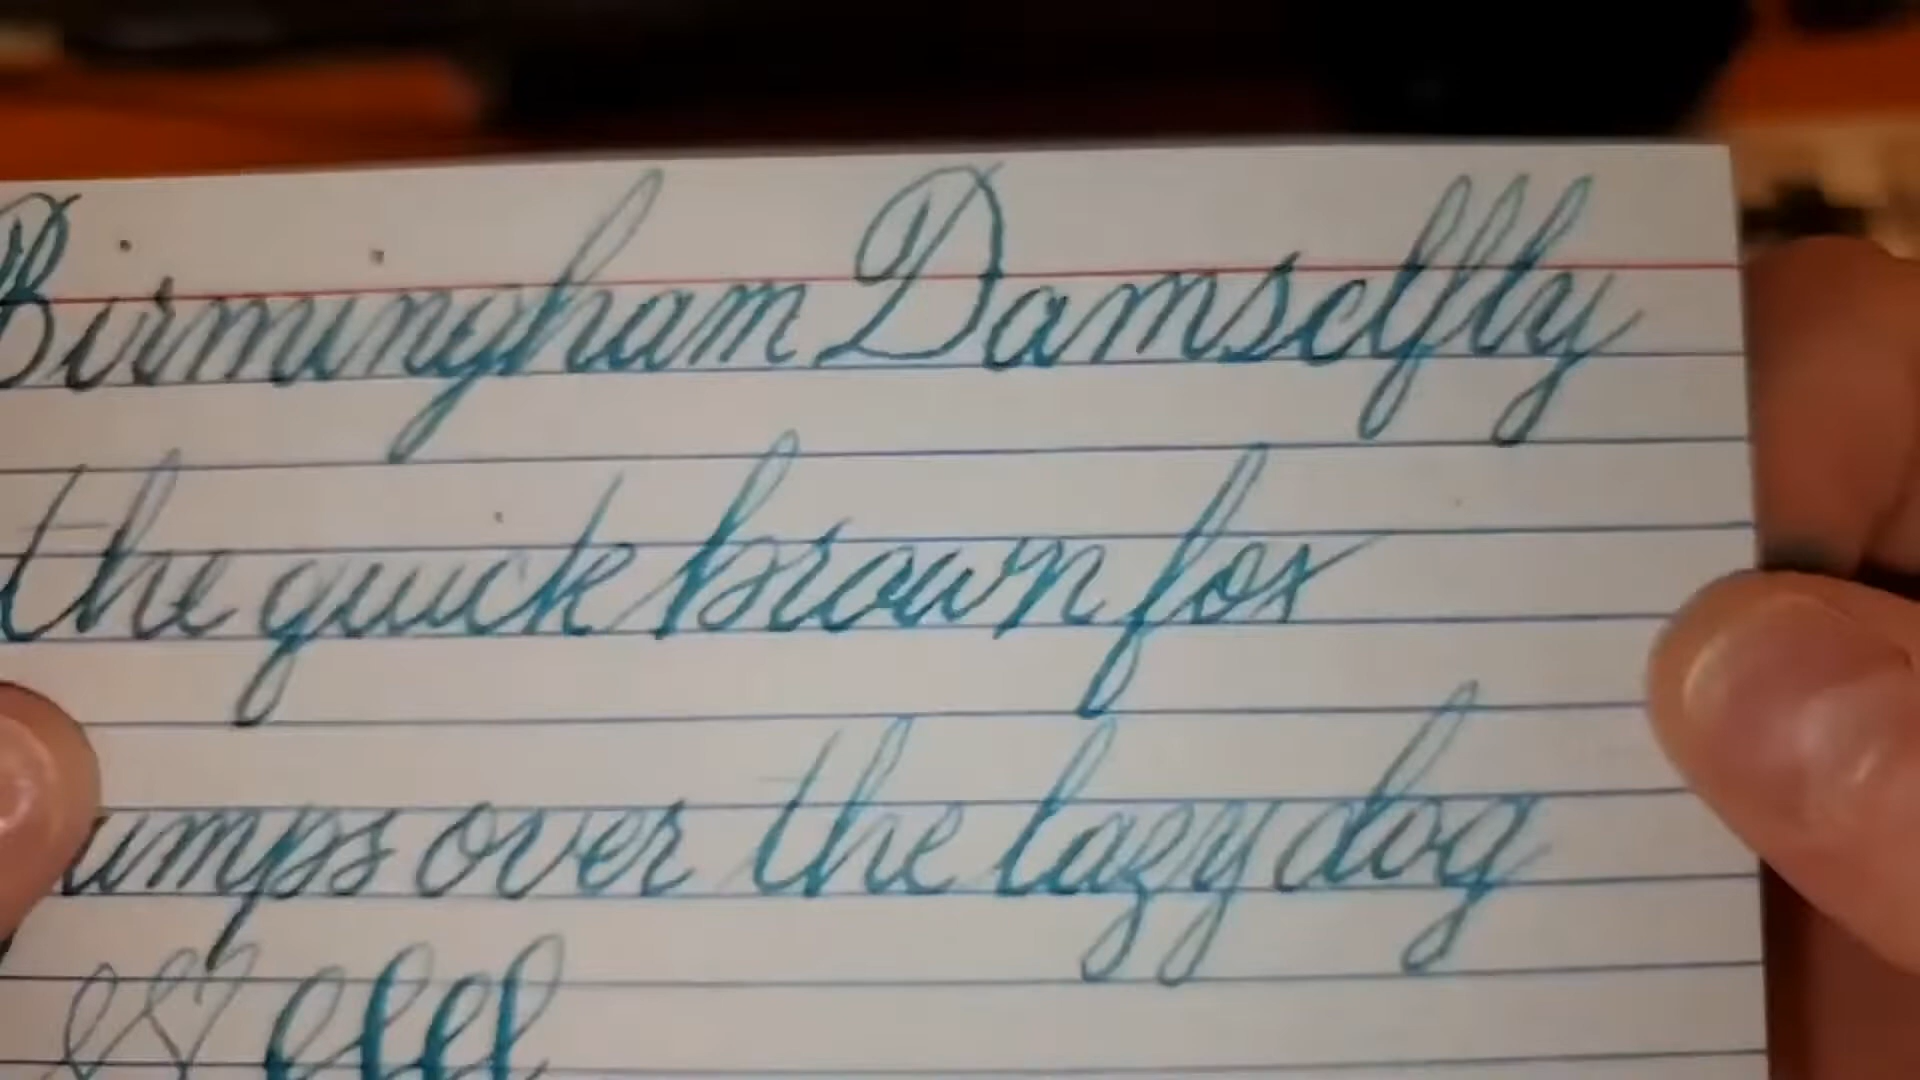 Birmingham Damselfly
the quick brown fox
umps over the lazy dog